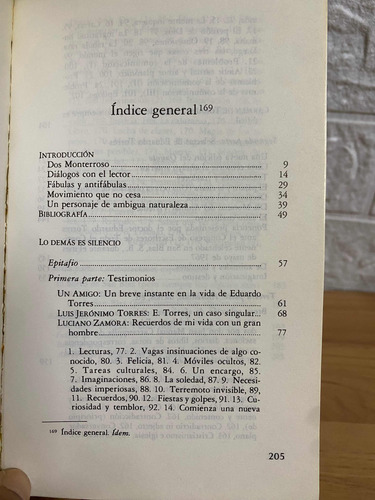 Índice general 169
INTRODUCCIÓN
Dos Monterroso 9
Diálogos con el lector 14
Fábulas y antifábulas 29
Movimiento que no cesa 34
Un personaje de ambigua naturaleza 39
BIBLIOGRAFÍA 49
LO DEMÁS ES SILENCIO
Epitafio 57
Primera parte: Testimonios
UN AMIGO: Un breve instante en la vida de Eduardo
Torres 61
LUIS JERÓNIMO TORRES: E. Torres, un caso singular... 68
LUCIANO ZAMORA: Recuerdos de mi vida con un gran
hombre 77
1. Lecturas, 77. 2. Vagas insinuaciones de algo co-
nocido, 80. 3. Felicia, 81. 4. Móviles ocultos, 82.
5. Tareas culturales, 84. 6. Un encargo, 85.
7. Imaginaciones, 86. 8. La soledad, 87. 9. Nece-
sidades imperiosas, 88. 10. Terremoto invisible, 89.
11. Recuerdos, 90. 12. Fiestas y golpes, 91. 13. Cu-
riosidad y temblor, 92. 14. Comienza una nueva
169 Índice general. Ídem.
205